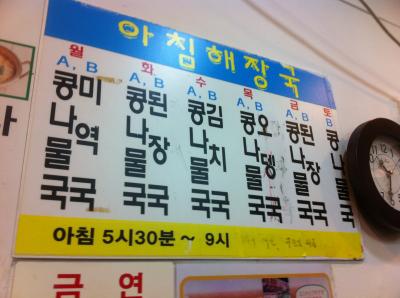 아침해장국
월 화 수 목 금 토
A, B A, B A, B A, B A, B B
콩나물국 미역국
콩나물국 된장국
콩나물국 김치국
콩나물국 오뎅국
콩나물국 된장국
콩나물국
아침 5시30분 ~ 9시
금 연